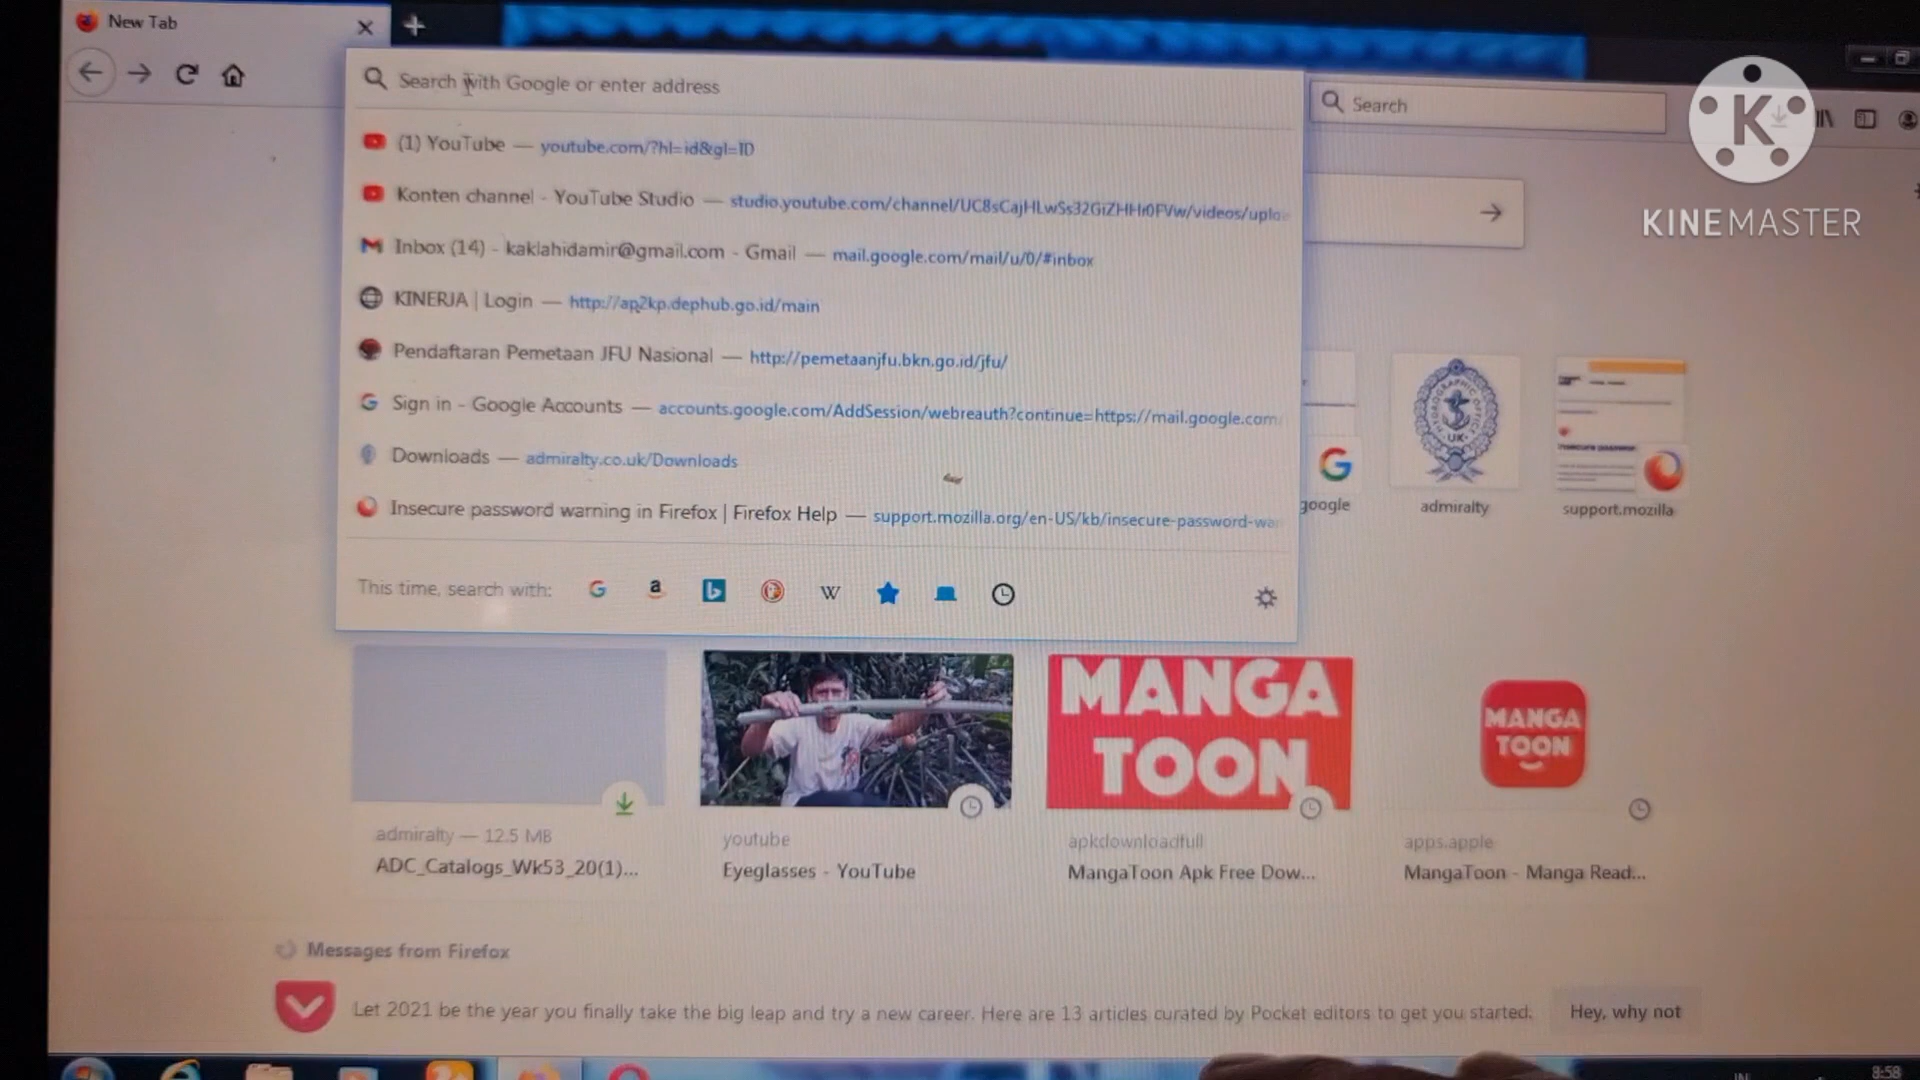 New Tab
Search with Google or enter address
Search
K
KINEMASTER
(1) YouTube — youtube.com/?hl=id&gl=ID
Konten channel - YouTube Studio — studio.youtube.com/channel/UC8sCajHLwSs32GiZHHr0FVw/videos/uploa
Inbox (14) - kaklahidamir@gmail.com - Gmail — mail.google.com/mail/u/0/#inbox
KINERJA | Login — http://ap2kp.dephub.go.id/main
Pendaftaran Pemetaan JFU Nasional — http://pemetaanjfu.bkn.go.id/jfu/
Sign in - Google Accounts — accounts.google.com/AddSession/webreauth?continue=https://mail.google.com/
Downloads — admiralty.co.uk/Downloads
Insecure password warning in Firefox | Firefox Help — support.mozilla.org/en-US/kb/insecure-password-wa
google
admiralty
support.mozilla
This time, search with:
MANGA
TOON
MANGA
TOON
admiralty — 12.5 MB
ADC_Catalogs_Wk53_20(1)...
youtube
Eyeglasses - YouTube
apkdownloadfull
MangaToon Apk Free Dow...
apps.apple
MangaToon - Manga Read...
Messages from Firefox
Let 2021 be the year you finally take the big leap and try a new career. Here are 13 articles curated by Pocket editors to get you started.
Hey, why not
8:58